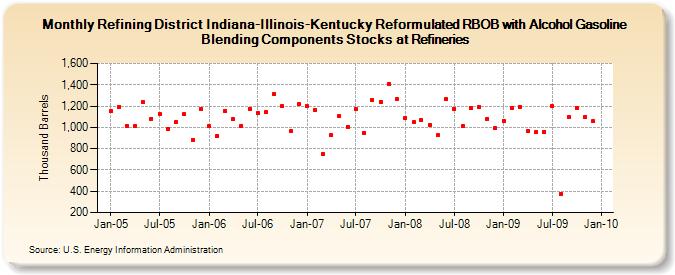 Monthly Refining District Indiana-Illinois-Kentucky Reformulated RBOB with Alcohol Gasoline
Blending Components Stocks at Refineries
Thousand Barrels
1,600
1,400
1,200
1,000
800
600
400
200
Jan-05 Jul-05 Jan-06 Jul-06 Jan-07 Jul-07 Jan-08 Jul-08 Jan-09 Jul-09 Jan-10
Source: U.S. Energy Information Administration